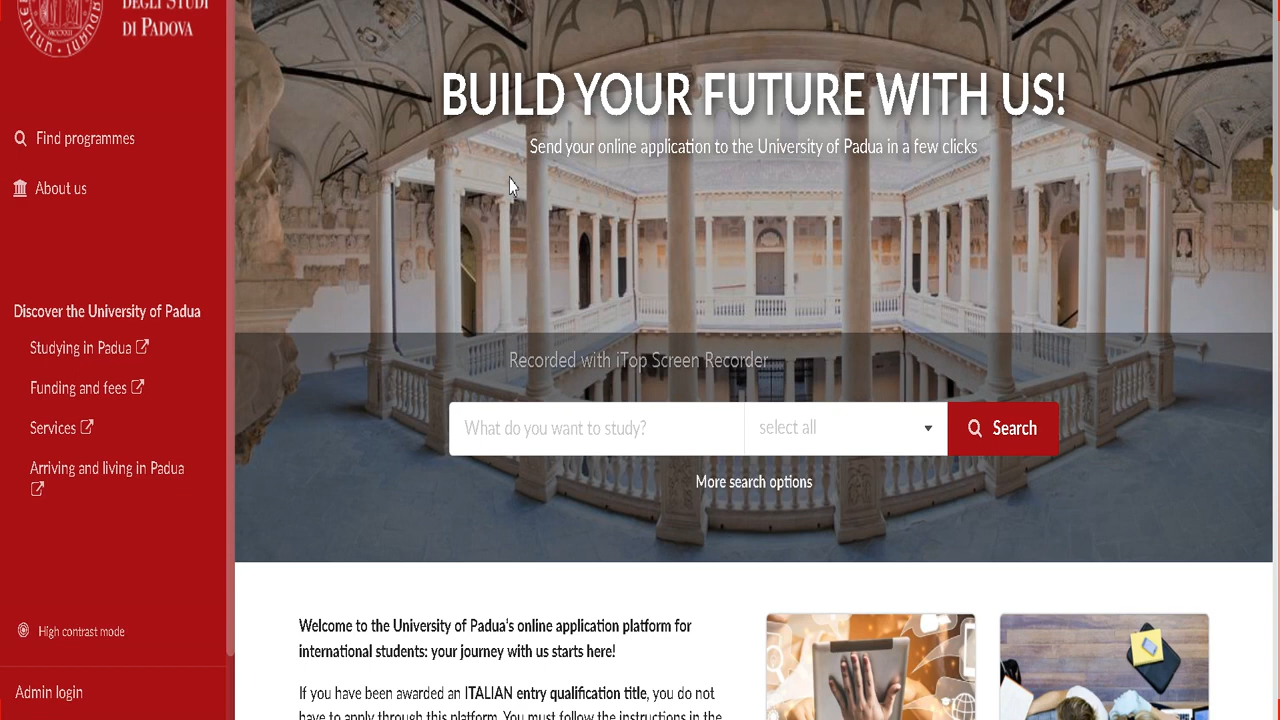 DEGLI STUDI
DI PADOVA
Find programmes
About us
Discover the University of Padua
Studying in Padua
Funding and fees
Services
Arriving and living in Padua
High contrast mode
Admin login
BUILD YOUR FUTURE WITH US!
Send your online application to the University of Padua in a few clicks
Recorded with iTop Screen Recorder
What do you want to study?
select all
Search
More search options
Welcome to the University of Padua's online application platform for
international students: your journey with us starts here!
If you have been awarded an ITALIAN entry qualification title, you do not
have to apply through this platform. You must follow the instructions in the